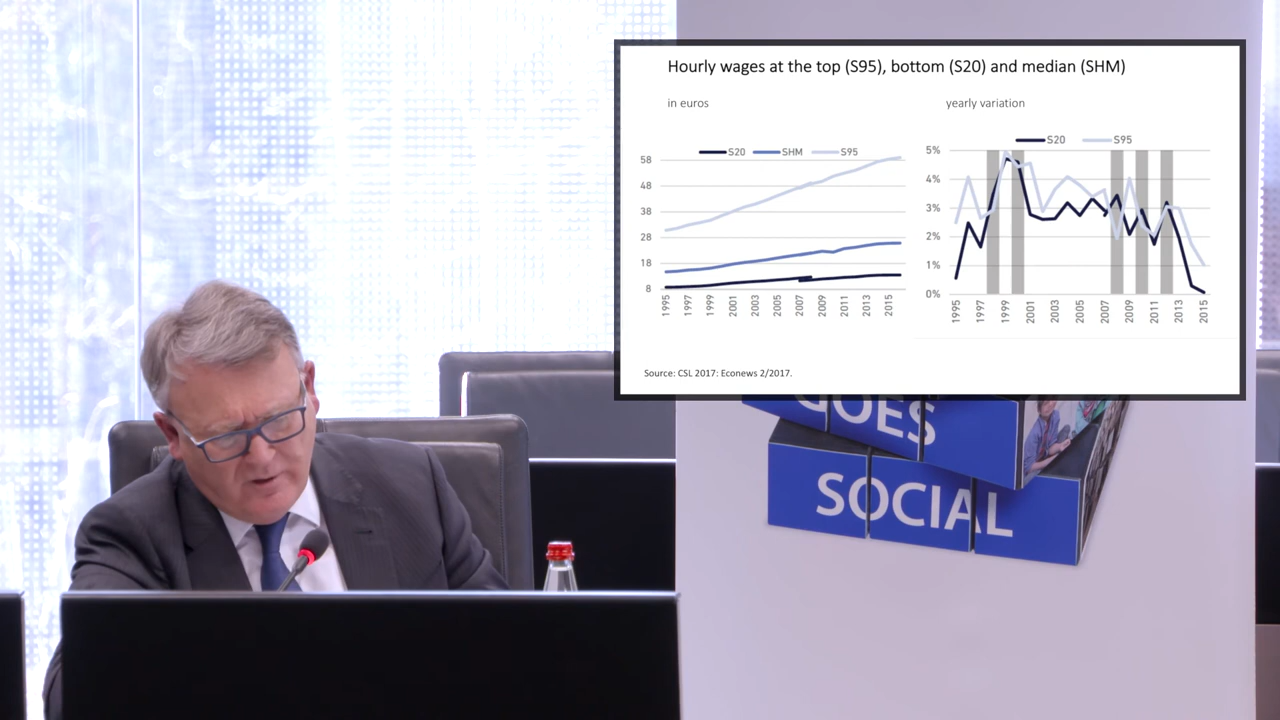 Hourly wages at the top (S95), bottom (S20) and median (SHM)
in euros
yearly variation
S20 SHM S95
58
48
38
28
18
8
1995 1997 1999 2001 2003 2005 2007 2009 2011 2013 2015
S20 S95
5%
4%
3%
2%
1%
0%
1995 1997 1999 2001 2003 2005 2007 2009 2011 2013 2015
Source: CSL 2017: Econews 2/2017.
GOES
SOCIAL